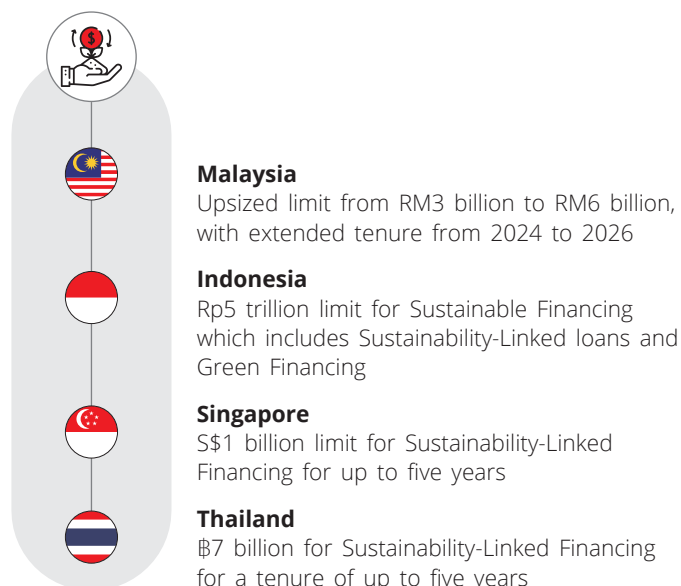 $
Malaysia
Upsized limit from RM3 billion to RM6 billion,
with extended tenure from 2024 to 2026
Indonesia
Rp5 trillion limit for Sustainable Financing
which includes Sustainability-Linked loans and
Green Financing
Singapore
S$1 billion limit for Sustainability-Linked
Financing for up to five years
Thailand
฿7 billion for Sustainability-Linked Financing
for a tenure of up to five years